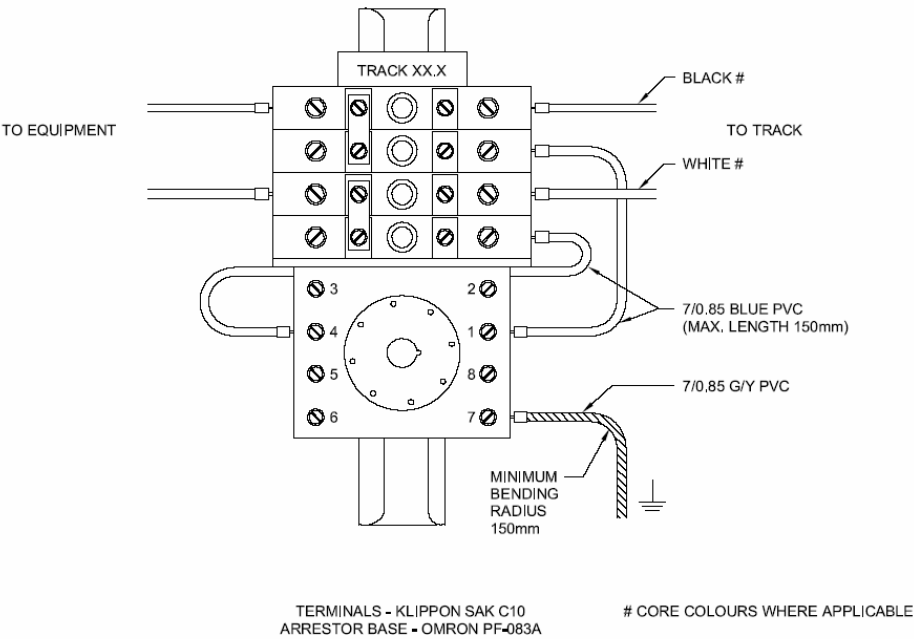 TRACK XX.X
BLACK #
TO EQUIPMENT
TO TRACK
WHITE #
3
2
4
1
5
8
6
7
7/0.85 BLUE PVC
(MAX. LENGTH 150mm)
7/0.85 G/Y PVC
MINIMUM
BENDING
RADIUS
150mm
TERMINALS - KLIPPON SAK C10
ARRESTOR BASE - OMRON PF-083A
# CORE COLOURS WHERE APPLICABLE